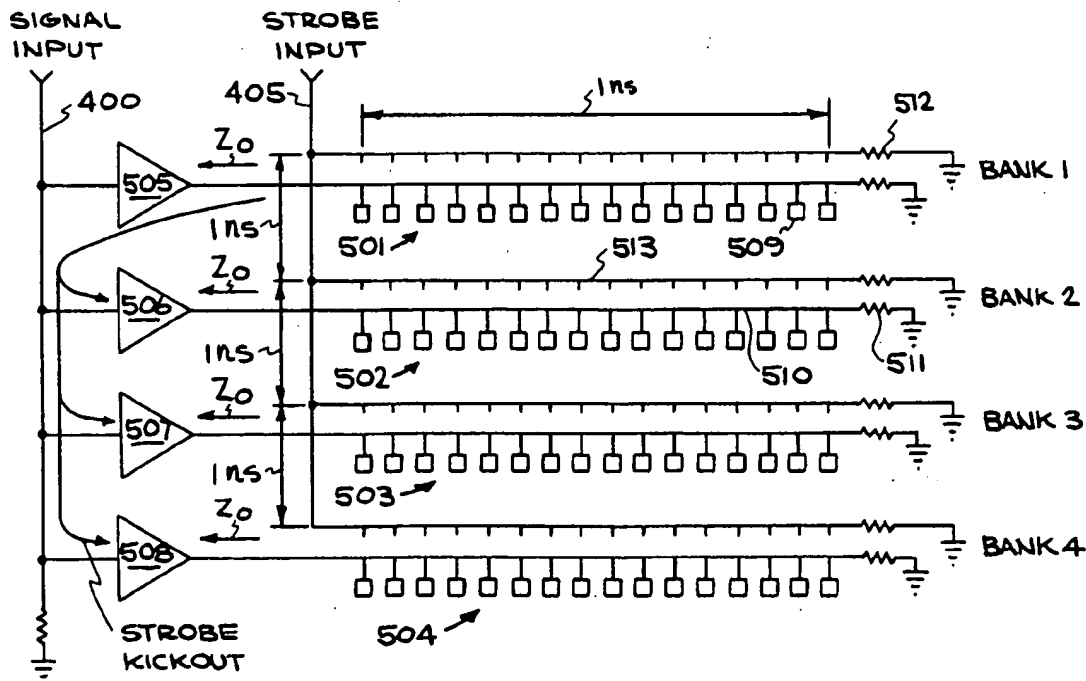 SIGNAL
INPUT
STROBE
INPUT
400
405
1ns
512
Z0
505
BANK 1
1ns
501
509
513
Z0
506
BANK 2
1ns
502
510
511
Z0
507
BANK 3
1ns
503
Z0
508
BANK 4
504
STROBE
KICKOUT